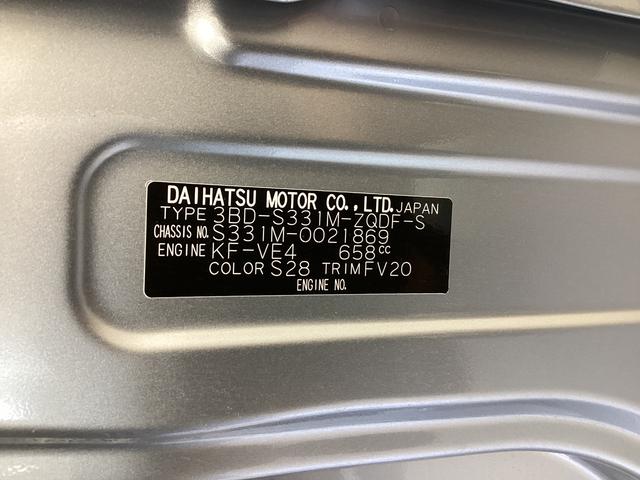 DAIHATSU MOTOR CO.,LTD. JAPAN
TYPE 3BD-S331M-ZQDF-S
CHASSIS NO. S331M-0021869
ENGINE KF-VE4 658cc
COLOR S28 TRIM FV20
ENGINE NO.